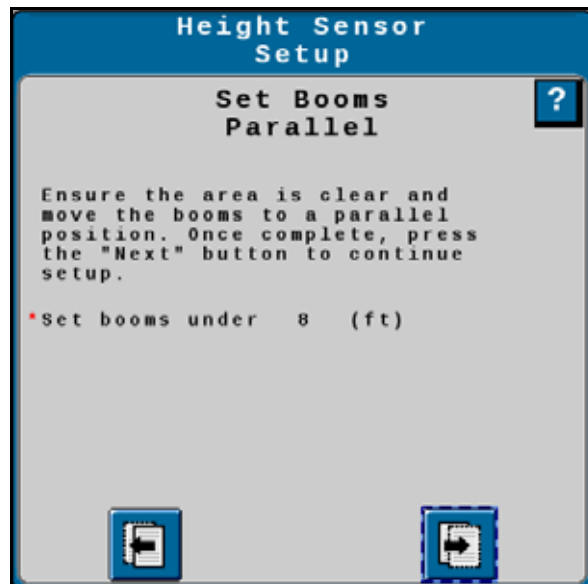 Height Sensor
Setup
Set Booms
Parallel
?
Ensure the area is clear and
move the booms to a parallel
position. Once complete, press
the "Next" button to continue
setup.
*Set booms under 8 (ft)